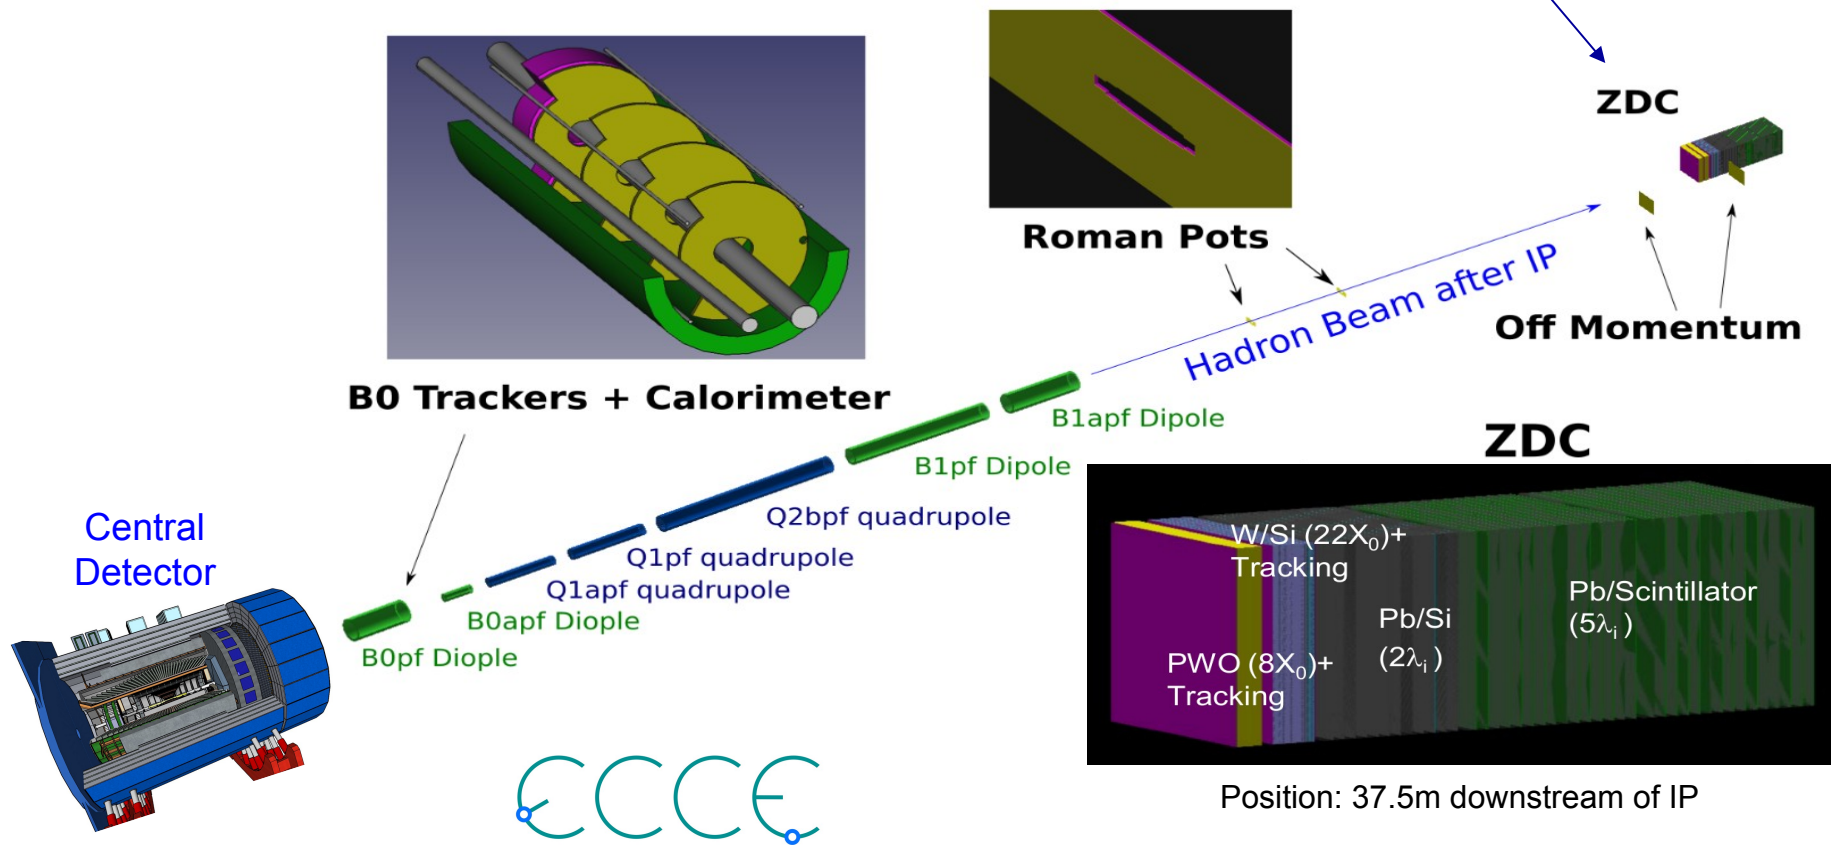 ZDC
Roman Pots
Hadron Beam after IP
Off Momentum
B0 Trackers + Calorimeter
B1apf Dipole
B1pf Dipole
Q2bpf quadrupole
Q1pf quadrupole
Q1apf quadrupole
B0apf Diople
B0pf Diople
Central
Detector
ZDC
W/Si (22X₀)+
Tracking
Pb/Scintillator
(5λᵢ )
Pb/Si
(2λᵢ )
PWO (8X₀)+
Tracking
Position: 37.5m downstream of IP
ECCE